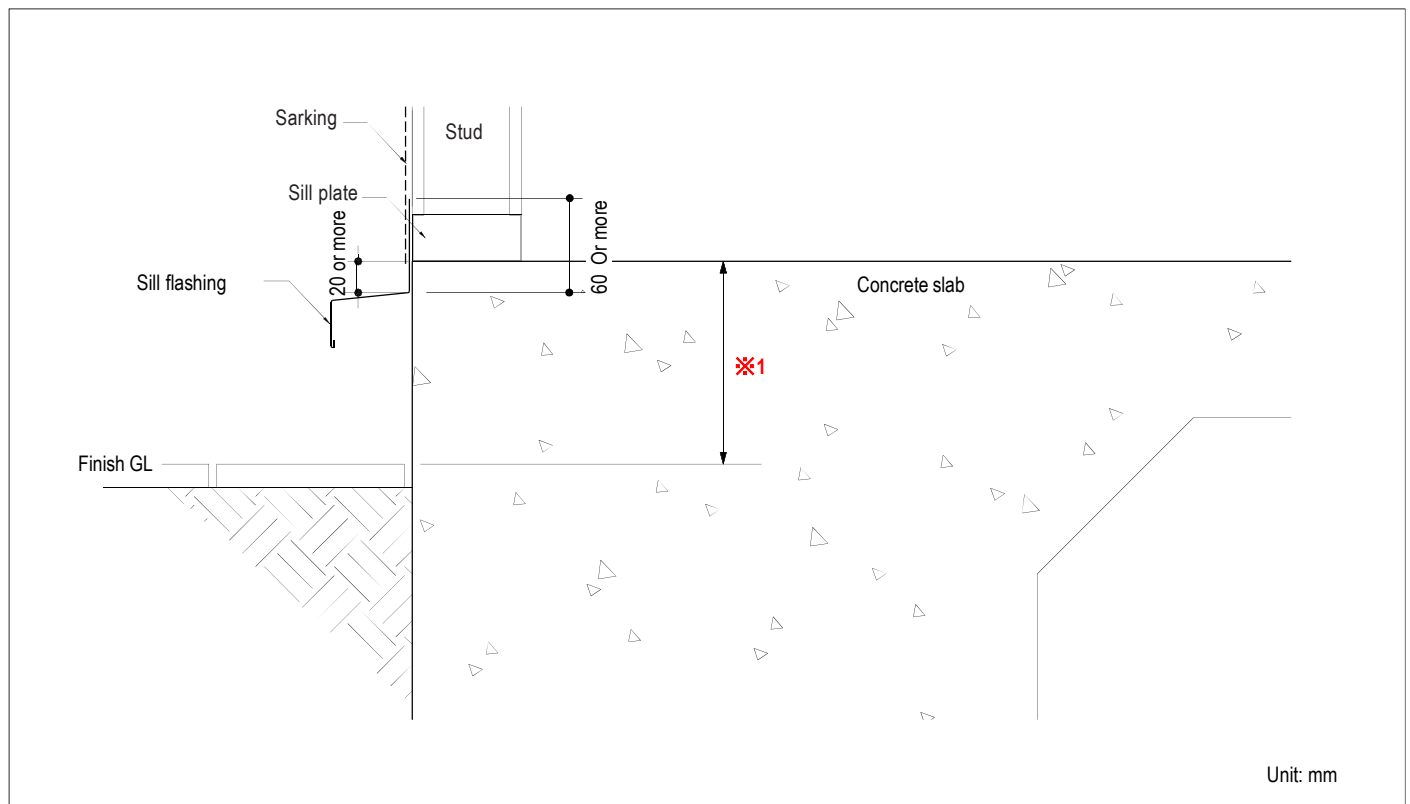 Sarking
Stud
Sill plate
20 or more
60 Or more
Sill flashing
Concrete slab
※1
Finish GL
Unit: mm